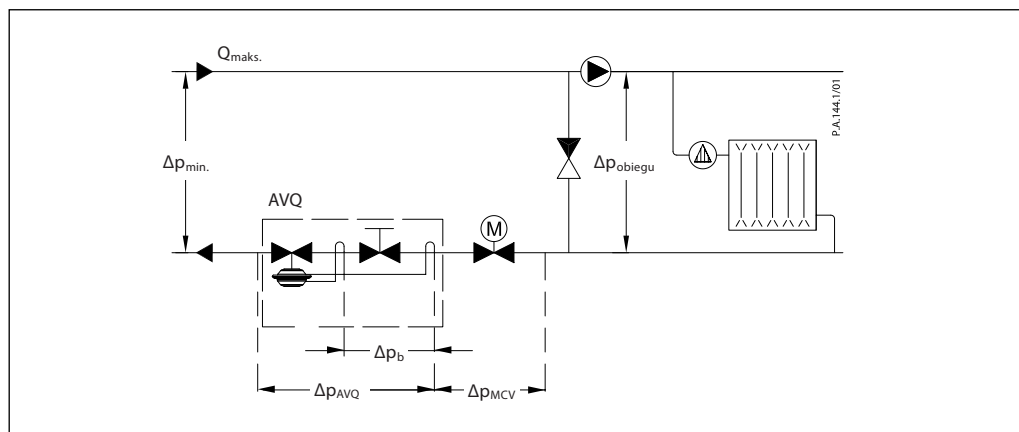 Qmaks.
P.A.144.1/01
Δpmin.
Δpobiegu
AVQ
M
Δpb
ΔpAVQ
ΔpMCV